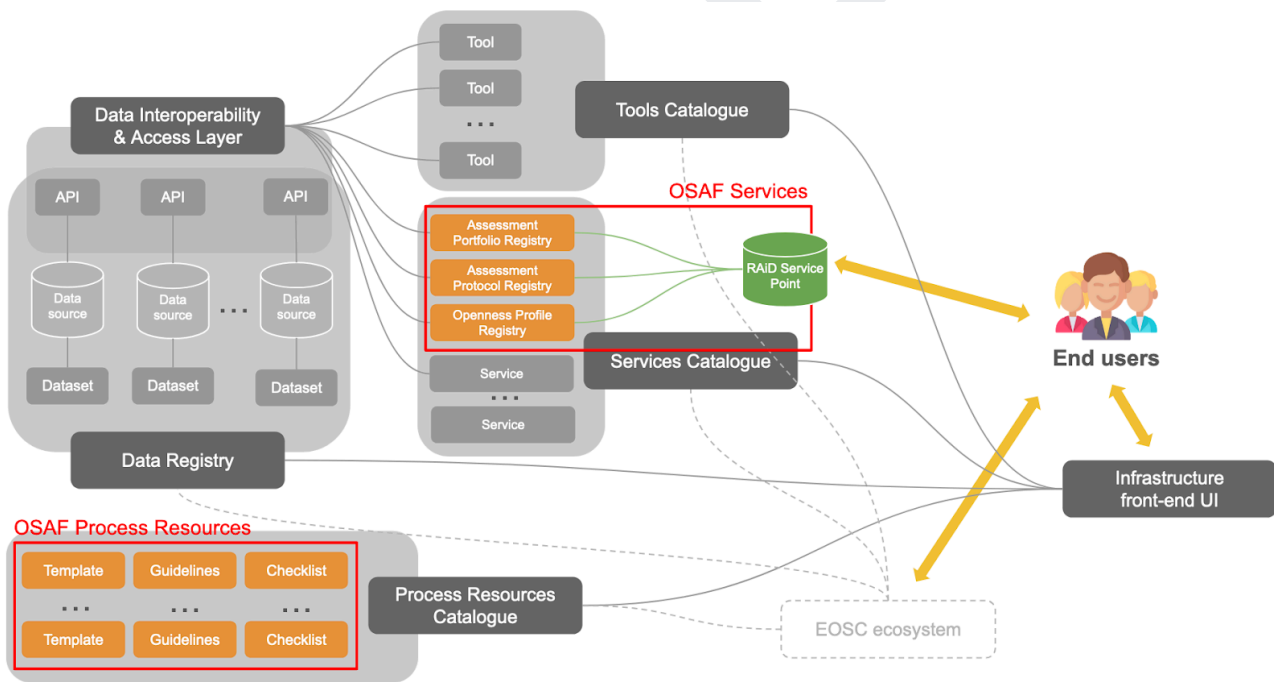 Tool
Tool
...
Tool
Tools Catalogue
Data Interoperability
& Access Layer
API
API
API
Data
source
Data
source
...
Data
source
Dataset
Dataset
Dataset
Data Registry
OSAF Services
Assessment
Portfolio Registry
Assessment
Protocol Registry
Openness Profile
Registry
RAiD Service
Point
Services Catalogue
Service
...
Service
End users
Infrastructure
front-end UI
OSAF Process Resources
Template
Guidelines
Checklist
...
...
...
Template
Guidelines
Checklist
Process Resources
Catalogue
EOSC ecosystem